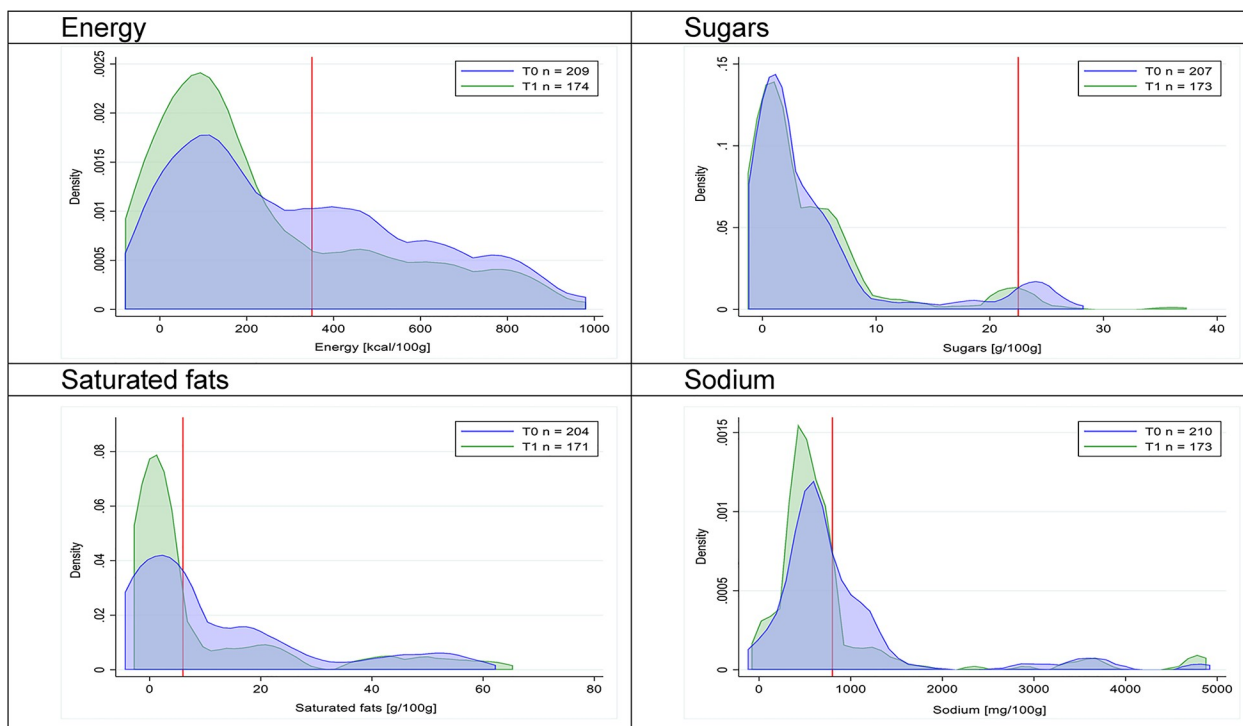 Energy
Density
.0025
.002
.0015
.001
.0005
0
T0 n = 209
T1 n = 174
0 200 400 600 800 1000
Energy [kcal/100g]
Sugars
Density
.15
.1
.05
0
T0 n = 207
T1 n = 173
0 10 20 30 40
Sugars [g/100g]
Saturated fats
Density
.08
.06
.04
.02
0
T0 n = 204
T1 n = 171
0 20 40 60 80
Saturated fats [g/100g]
Sodium
Density
.0015
.001
.0005
0
T0 n = 210
T1 n = 173
0 1000 2000 3000 4000 5000
Sodium [mg/100g]